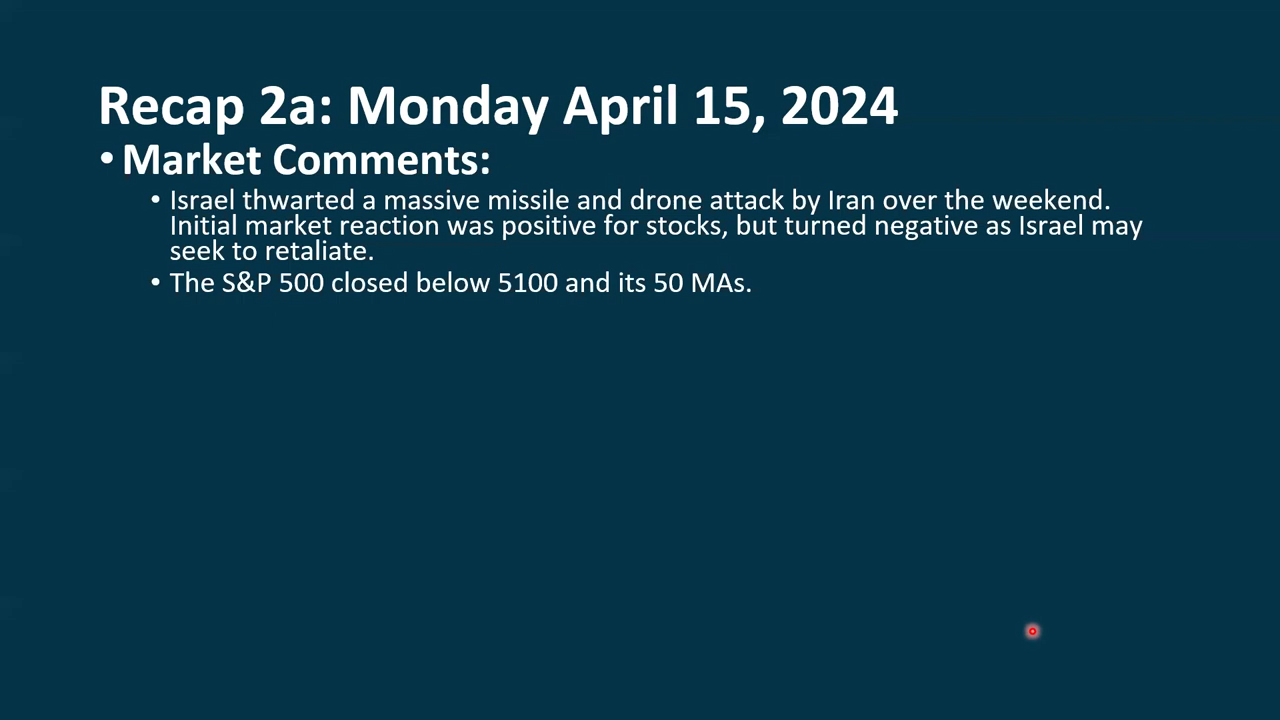 Recap 2a: Monday April 15, 2024
• Market Comments:
• Israel thwarted a massive missile and drone attack by Iran over the weekend.
Initial market reaction was positive for stocks, but turned negative as Israel may
seek to retaliate.
• The S&P 500 closed below 5100 and its 50 MAs.